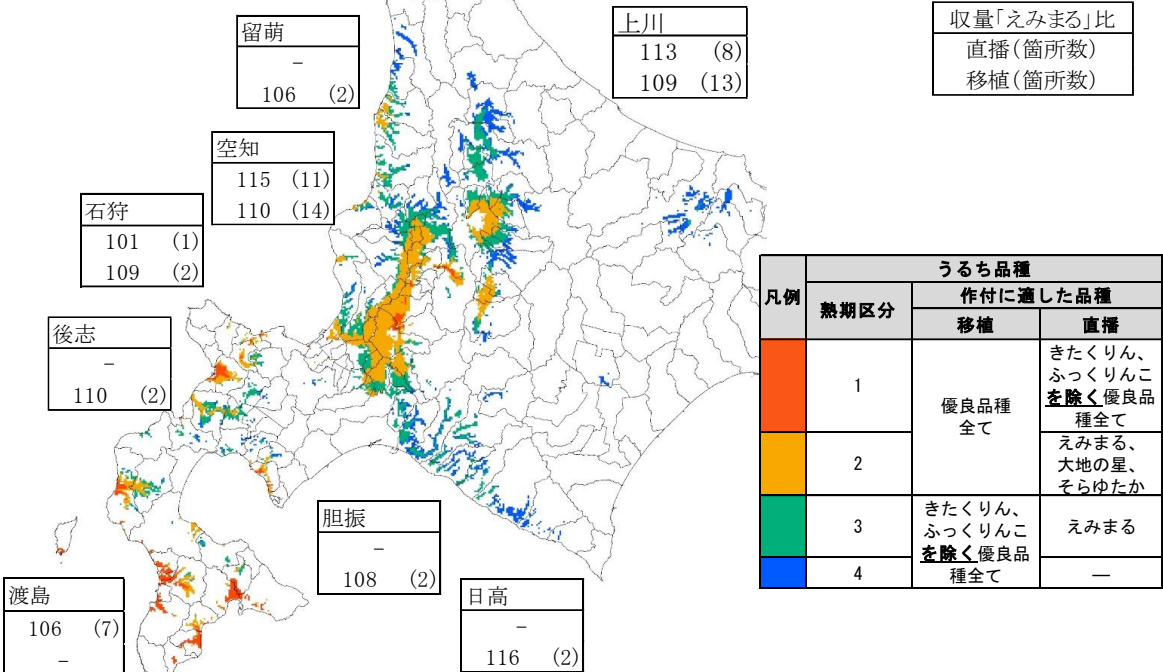 留萌
－
106 (2)
上川
113 (8)
109 (13)
収量「えみまる」比
直播(箇所数)
移植(箇所数)
空知
115 (11)
110 (14)
石狩
101 (1)
109 (2)
後志
－
110 (2)
胆振
－
108 (2)
渡島
106 (7)
－
日高
－
116 (2)
凡例
うるち品種
熟期区分
作付に適した品種
移植
直播
1
優良品種
全て
きたくりん、
ふっくりんこ
を除く優良品
種全て
2
えみまる、
大地の星、
そらゆたか
3
きたくりん、
ふっくりんこ
を除く優良品
種全て
えみまる
4
―